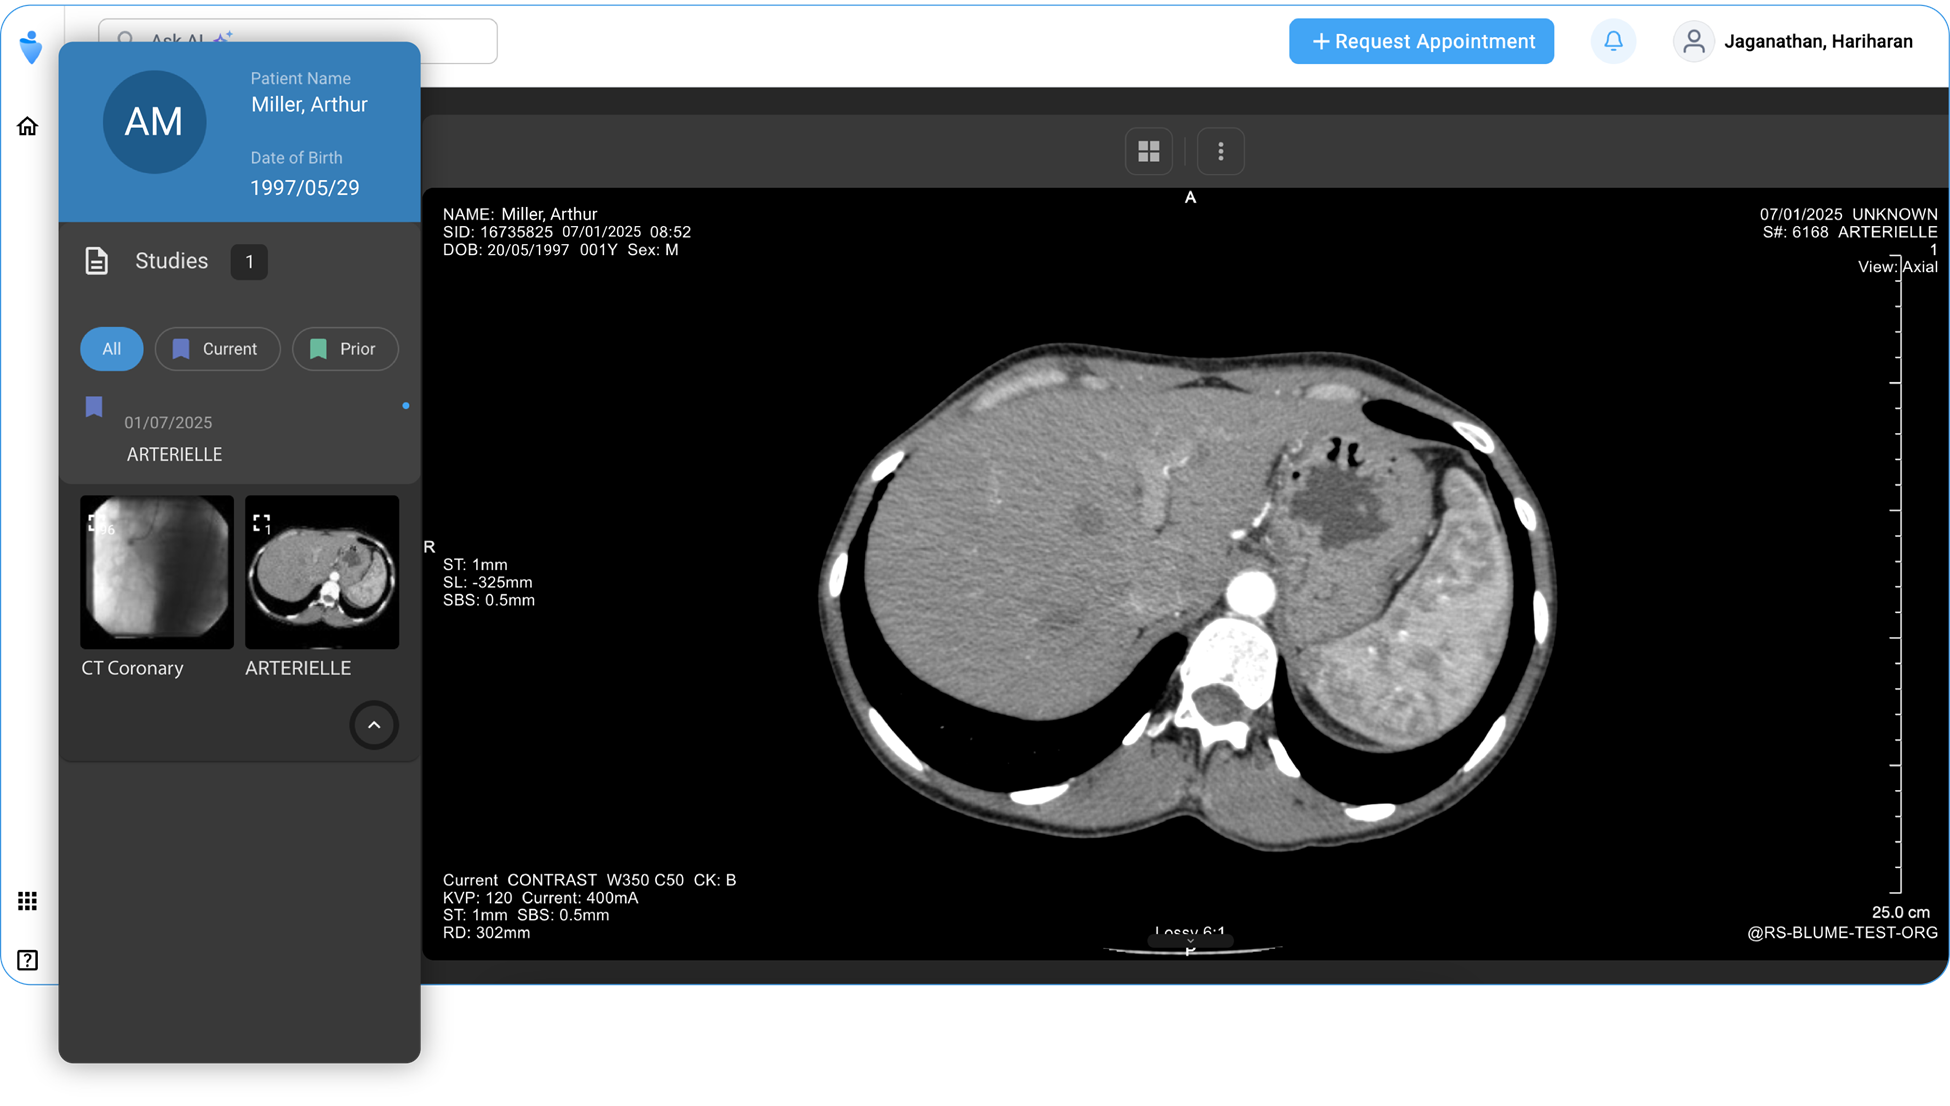 Ask AI
+ Request Appointment
Jaganathan, Hariharan
AM
Patient Name
Miller, Arthur
Date of Birth
1997/05/29
Studies 1
All
Current
Prior
01/07/2025
ARTERIELLE
96
1
CT Coronary
ARTERIELLE
A
NAME: Miller, Arthur
SID: 16735825 07/01/2025 08:52
DOB: 20/05/1997 001Y Sex: M
07/01/2025 UNKNOWN
S#: 6168 ARTERIELLE
1
View: Axial
R
ST: 1mm
SL: -325mm
SBS: 0.5mm
Current CONTRAST W350 C50 CK: B
KVP: 120 Current: 400mA
ST: 1mm SBS: 0.5mm
RD: 302mm
Lossy 6:1
P
25.0 cm
@RS-BLUME-TEST-ORG